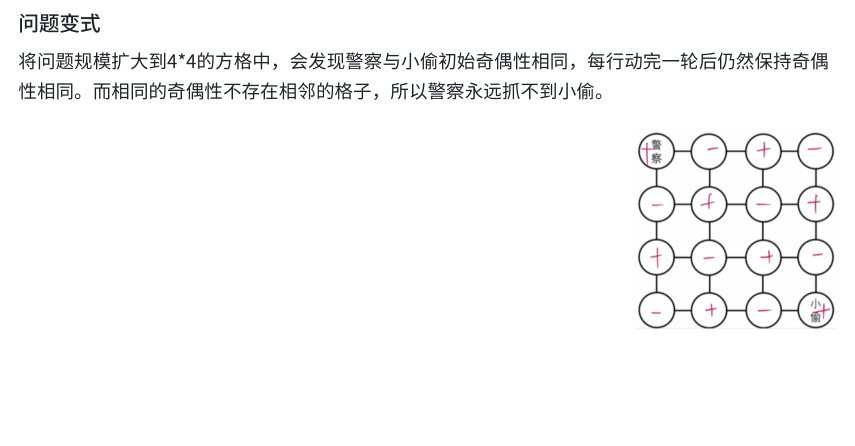 问题变式
将问题规模扩大到4*4的方格中，会发现警察与小偷初始奇偶性相同，每行动完一轮后仍然保持奇偶
性相同。而相同的奇偶性不存在相邻的格子，所以警察永远抓不到小偷。
+警察 - + -
- + - +
+ - + -
- + - 小偷+